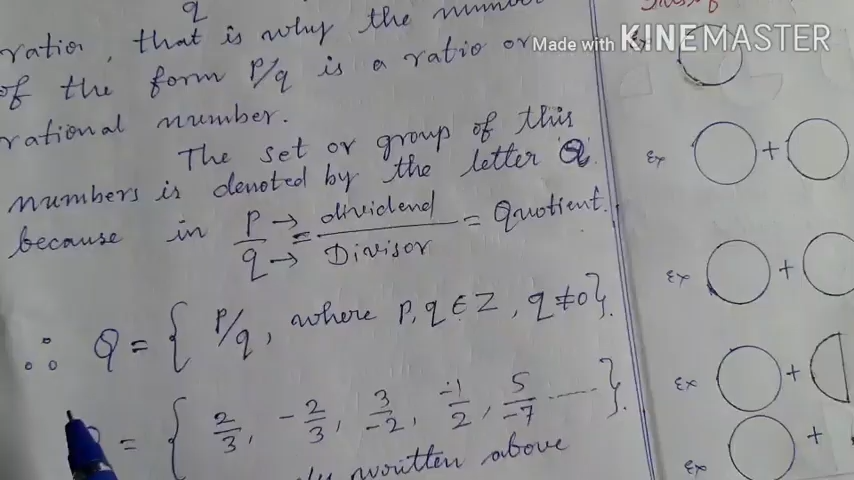 q
ratio, that is why the number
of the form P/q is a ratio or
rational number.
The set or group of this
numbers is denoted by the letter 'Q'.
because in P/q → → = dividend/Divisor = Quotient.
∴ Q = { P/q, where P, q ∈ Z, q ≠ 0}.
= { 2/3, -2/3, 3/-2, -1/2, 5/-7 ...... }.
written above
Made with KINEMASTER
Ex
Ex +
Ex +
Ex +
Ex +